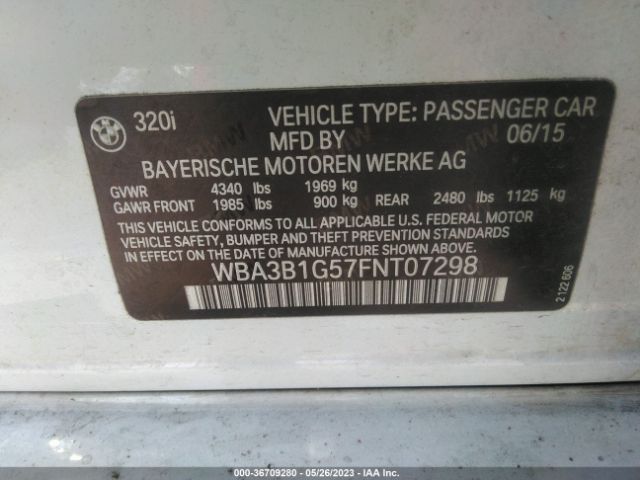 BMW
320i
VEHICLE TYPE: PASSENGER CAR
MFD BY 06/15
BAYERISCHE MOTOREN WERKE AG
GVWR 4340 lbs 1969 kg
GAWR FRONT 1985 lbs 900 kg REAR 2480 lbs 1125 kg
THIS VEHICLE CONFORMS TO ALL APPLICABLE U.S. FEDERAL MOTOR
VEHICLE SAFETY, BUMPER, AND THEFT PREVENTION STANDARDS
IN EFFECT ON THE DATE OF MANUFACTURE SHOWN ABOVE.
WBA3B1G57FNT07298
2 122 606
000-36709280 - 05/26/2023 - IAA Inc.